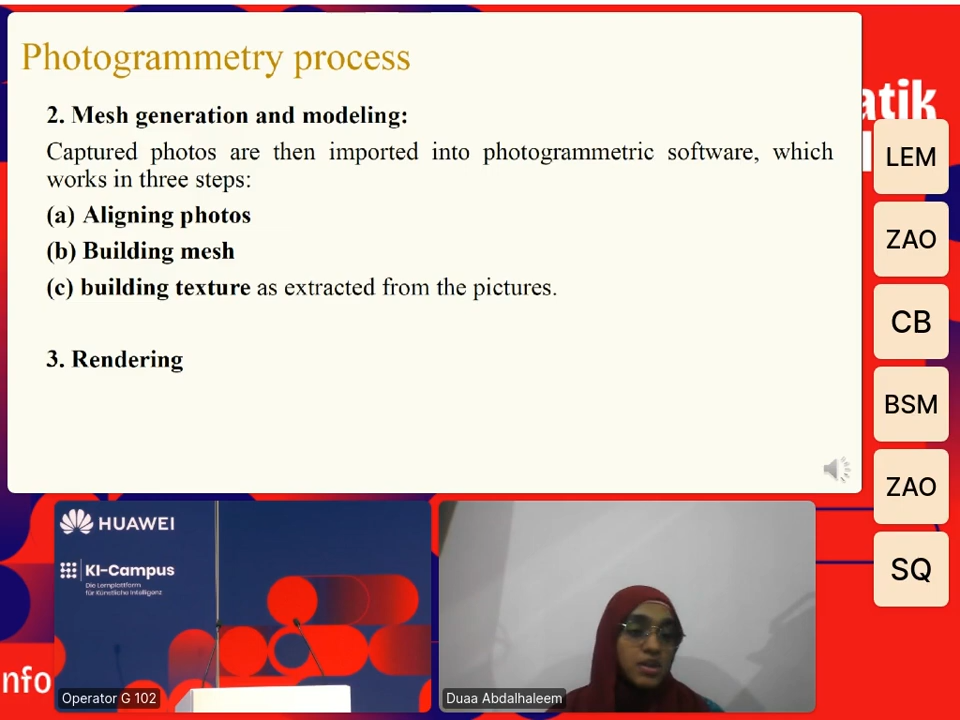 Photogrammetry process
2. Mesh generation and modeling:
Captured photos are then imported into photogrammetric software, which
works in three steps:
(a) Aligning photos
(b) Building mesh
(c) building texture as extracted from the pictures.
3. Rendering
atik
LEM
ZAO
CB
BSM
ZAO
SQ
HUAWEI
KI-Campus
Die Lernplattform
für Künstliche Intelligenz
nfo
Operator G 102
Duaa Abdalhaleem